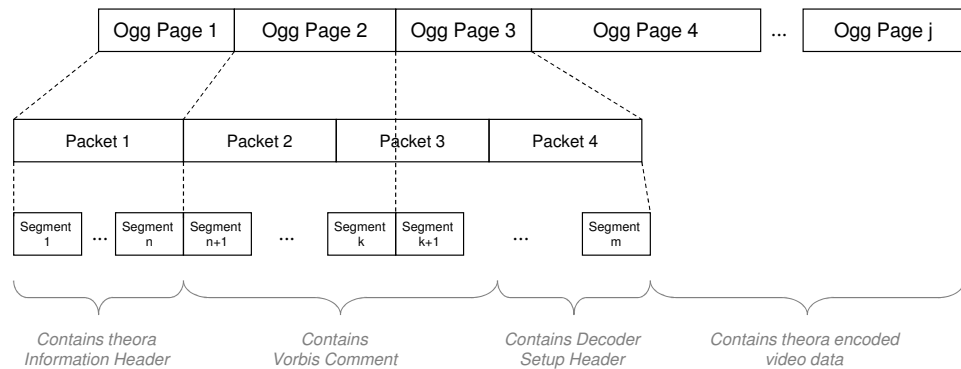 Ogg Page 1 Ogg Page 2 Ogg Page 3 Ogg Page 4 ... Ogg Page j
Packet 1 Packet 2 Packet 3 Packet 4
Segment 1 ... Segment n Segment n+1 ... Segment k Segment k+1 ... Segment m
Contains theora
Information Header
Contains
Vorbis Comment
Contains Decoder
Setup Header
Contains theora encoded
video data